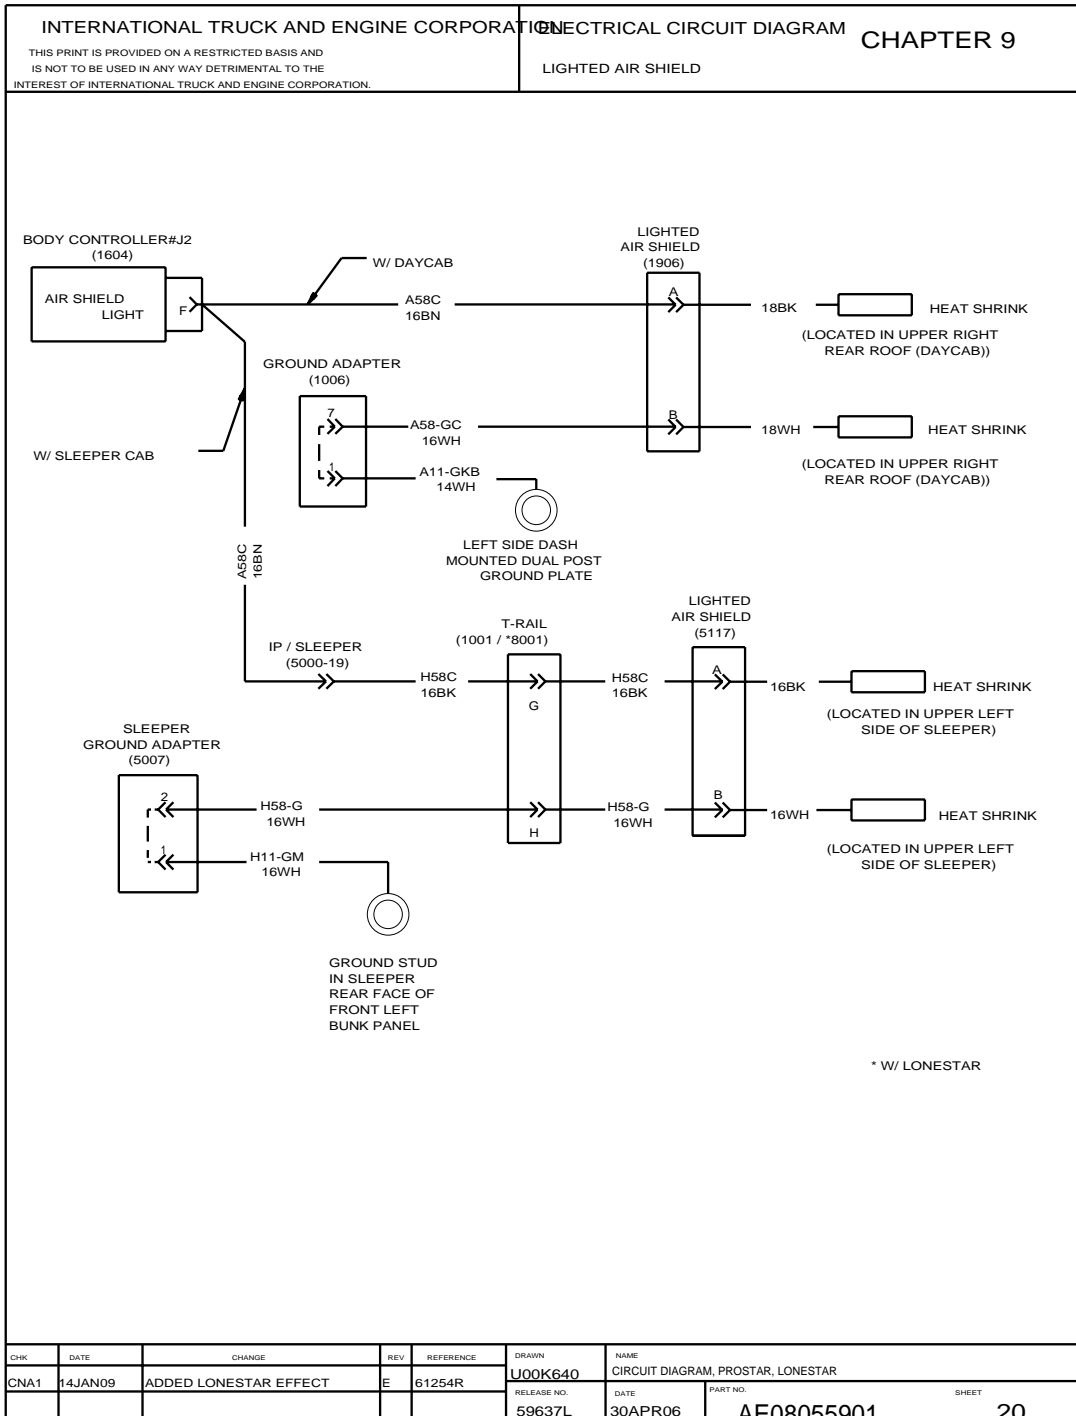 INTERNATIONAL TRUCK AND ENGINE CORPORATION
THIS PRINT IS PROVIDED ON A RESTRICTED BASIS AND
IS NOT TO BE USED IN ANY WAY DETRIMENTAL TO THE
INTEREST OF INTERNATIONAL TRUCK AND ENGINE CORPORATION.
ELECTRICAL CIRCUIT DIAGRAM
LIGHTED AIR SHIELD
CHAPTER 9
BODY CONTROLLER#J2
(1604)
AIR SHIELD
LIGHT
F
W/ DAYCAB
A58C
16BN
LIGHTED
AIR SHIELD
(1906)
A
18BK
HEAT SHRINK
(LOCATED IN UPPER RIGHT
REAR ROOF (DAYCAB))
GROUND ADAPTER
(1006)
7
A58-GC
16WH
B
18WH
HEAT SHRINK
(LOCATED IN UPPER RIGHT
REAR ROOF (DAYCAB))
W/ SLEEPER CAB
1
A11-GKB
14WH
LEFT SIDE DASH
MOUNTED DUAL POST
GROUND PLATE
A58C
16BN
IP / SLEEPER
(5000-19)
H58C
16BK
T-RAIL
(1001 / *8001)
G
H58C
16BK
LIGHTED
AIR SHIELD
(5117)
A
16BK
HEAT SHRINK
(LOCATED IN UPPER LEFT
SIDE OF SLEEPER)
SLEEPER
GROUND ADAPTER
(5007)
2
H58-G
16WH
H
H58-G
16WH
B
16WH
HEAT SHRINK
(LOCATED IN UPPER LEFT
SIDE OF SLEEPER)
1
H11-GM
16WH
GROUND STUD
IN SLEEPER
REAR FACE OF
FRONT LEFT
BUNK PANEL
* W/ LONESTAR
CHK DATE CHANGE REV REFERENCE
CNA1 14JAN09 ADDED LONESTAR EFFECT E 61254R
DRAWN
U00K640
NAME
CIRCUIT DIAGRAM, PROSTAR, LONESTAR
RELEASE NO.
59637L
DATE
30APR06
PART NO.
AE08055901
SHEET
20